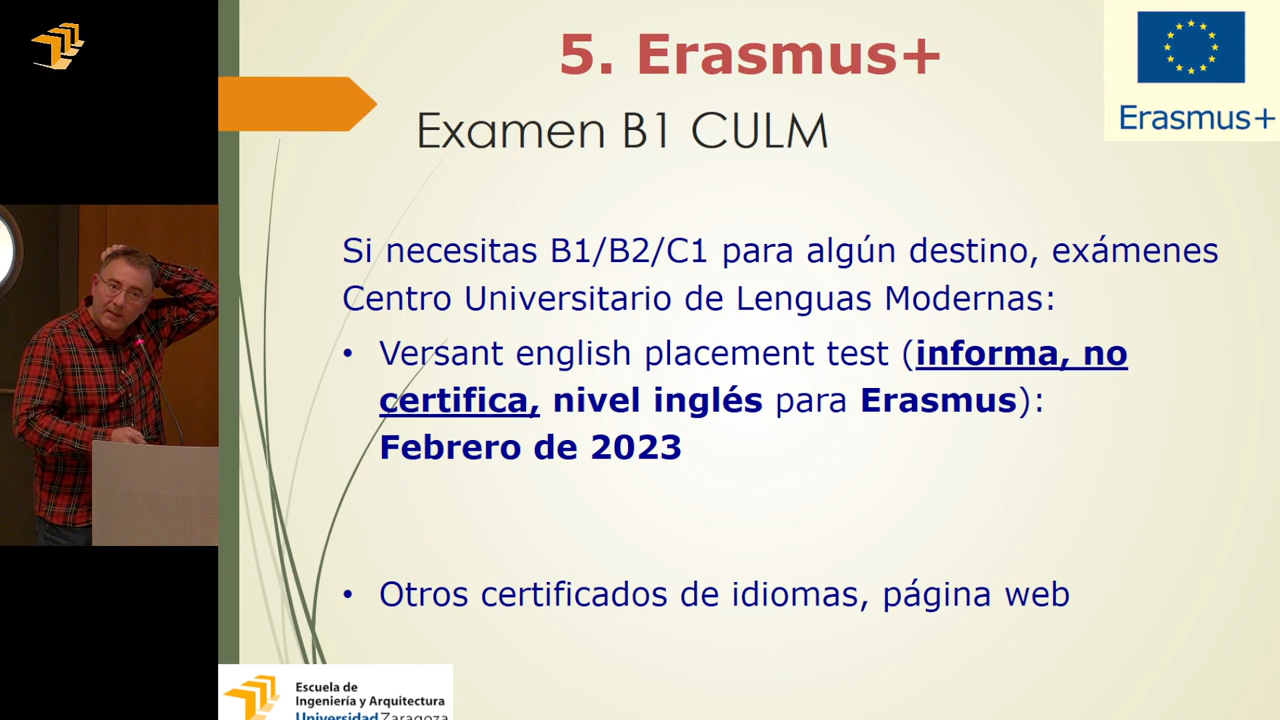 5. Erasmus+
Erasmus+
Examen B1 CULM
Si necesitas B1/B2/C1 para algún destino, exámenes
Centro Universitario de Lenguas Modernas:
• Versant english placement test (informa, no
certifica, nivel inglés para Erasmus):
Febrero de 2023
• Otros certificados de idiomas, página web
Escuela de
Ingeniería y Arquitectura
Universidad Zaragoza